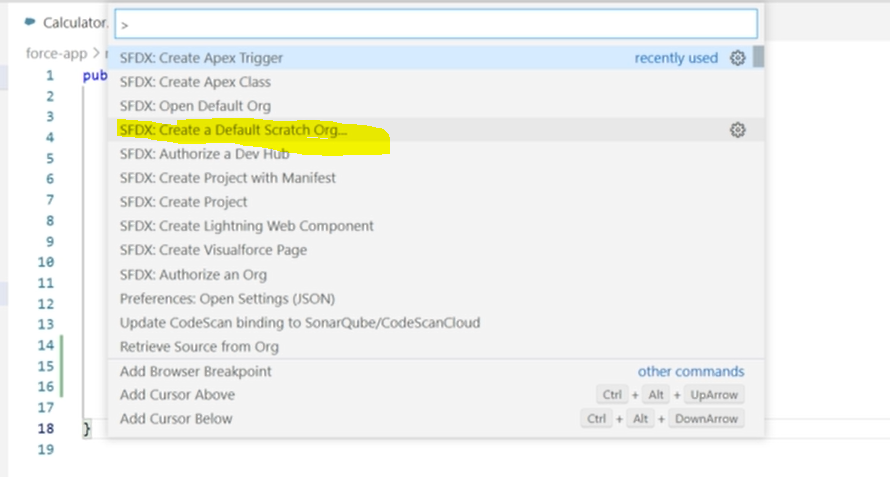 Calculator.
>
force-app >
SFDX: Create Apex Trigger recently used
SFDX: Create Apex Class
SFDX: Open Default Org
SFDX: Create a Default Scratch Org...
SFDX: Authorize a Dev Hub
SFDX: Create Project with Manifest
SFDX: Create Project
SFDX: Create Lightning Web Component
SFDX: Create Visualforce Page
SFDX: Authorize an Org
Preferences: Open Settings (JSON)
Update CodeScan binding to SonarQube/CodeScanCloud
Retrieve Source from Org
Add Browser Breakpoint other commands
Add Cursor Above Ctrl + Alt + UpArrow
Add Cursor Below Ctrl + Alt + DownArrow
1 pub
2
3
4
5
6
7
8
9
10
11
12
13
14
15
16
17
18 }
19